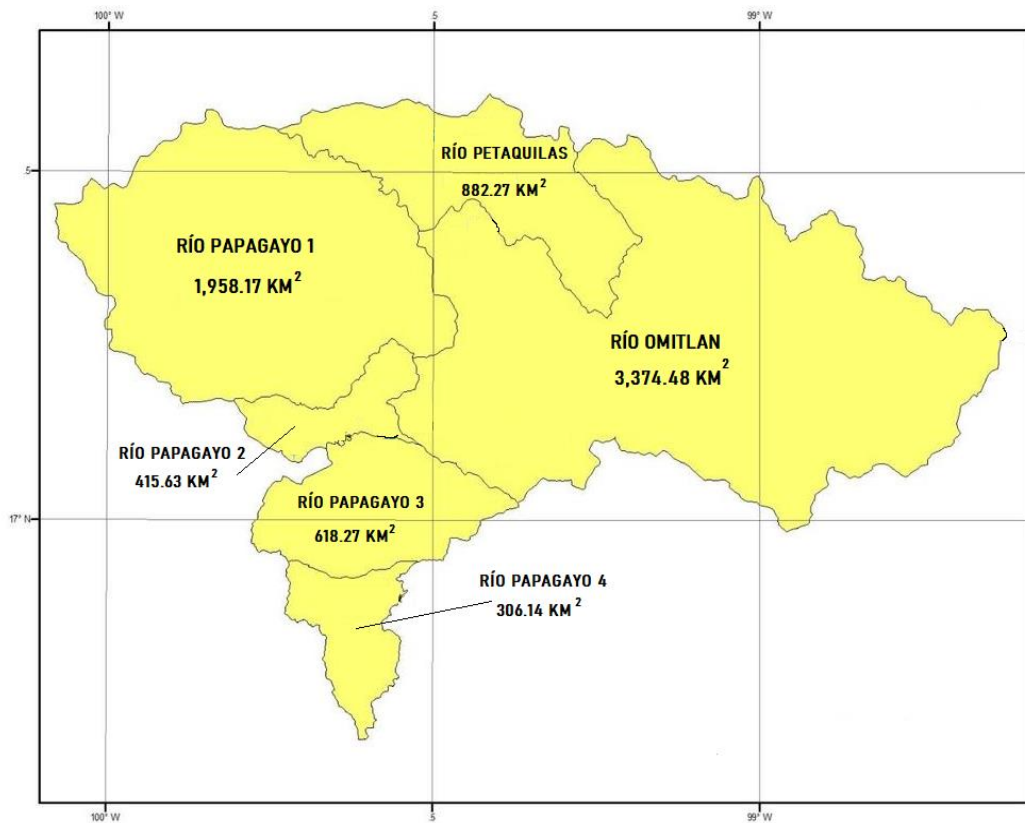 100° W .5 99° W
RÍO PETAQUILAS
.5
882.27 KM²
RÍO PAPAGAYO 1
1,958.17 KM²
RÍO OMITLAN
3,374.48 KM²
RÍO PAPAGAYO 2
415.63 KM²
RÍO PAPAGAYO 3
17° N
618.27 KM²
RÍO PAPAGAYO 4
306.14 KM²
100° W .5 99° W